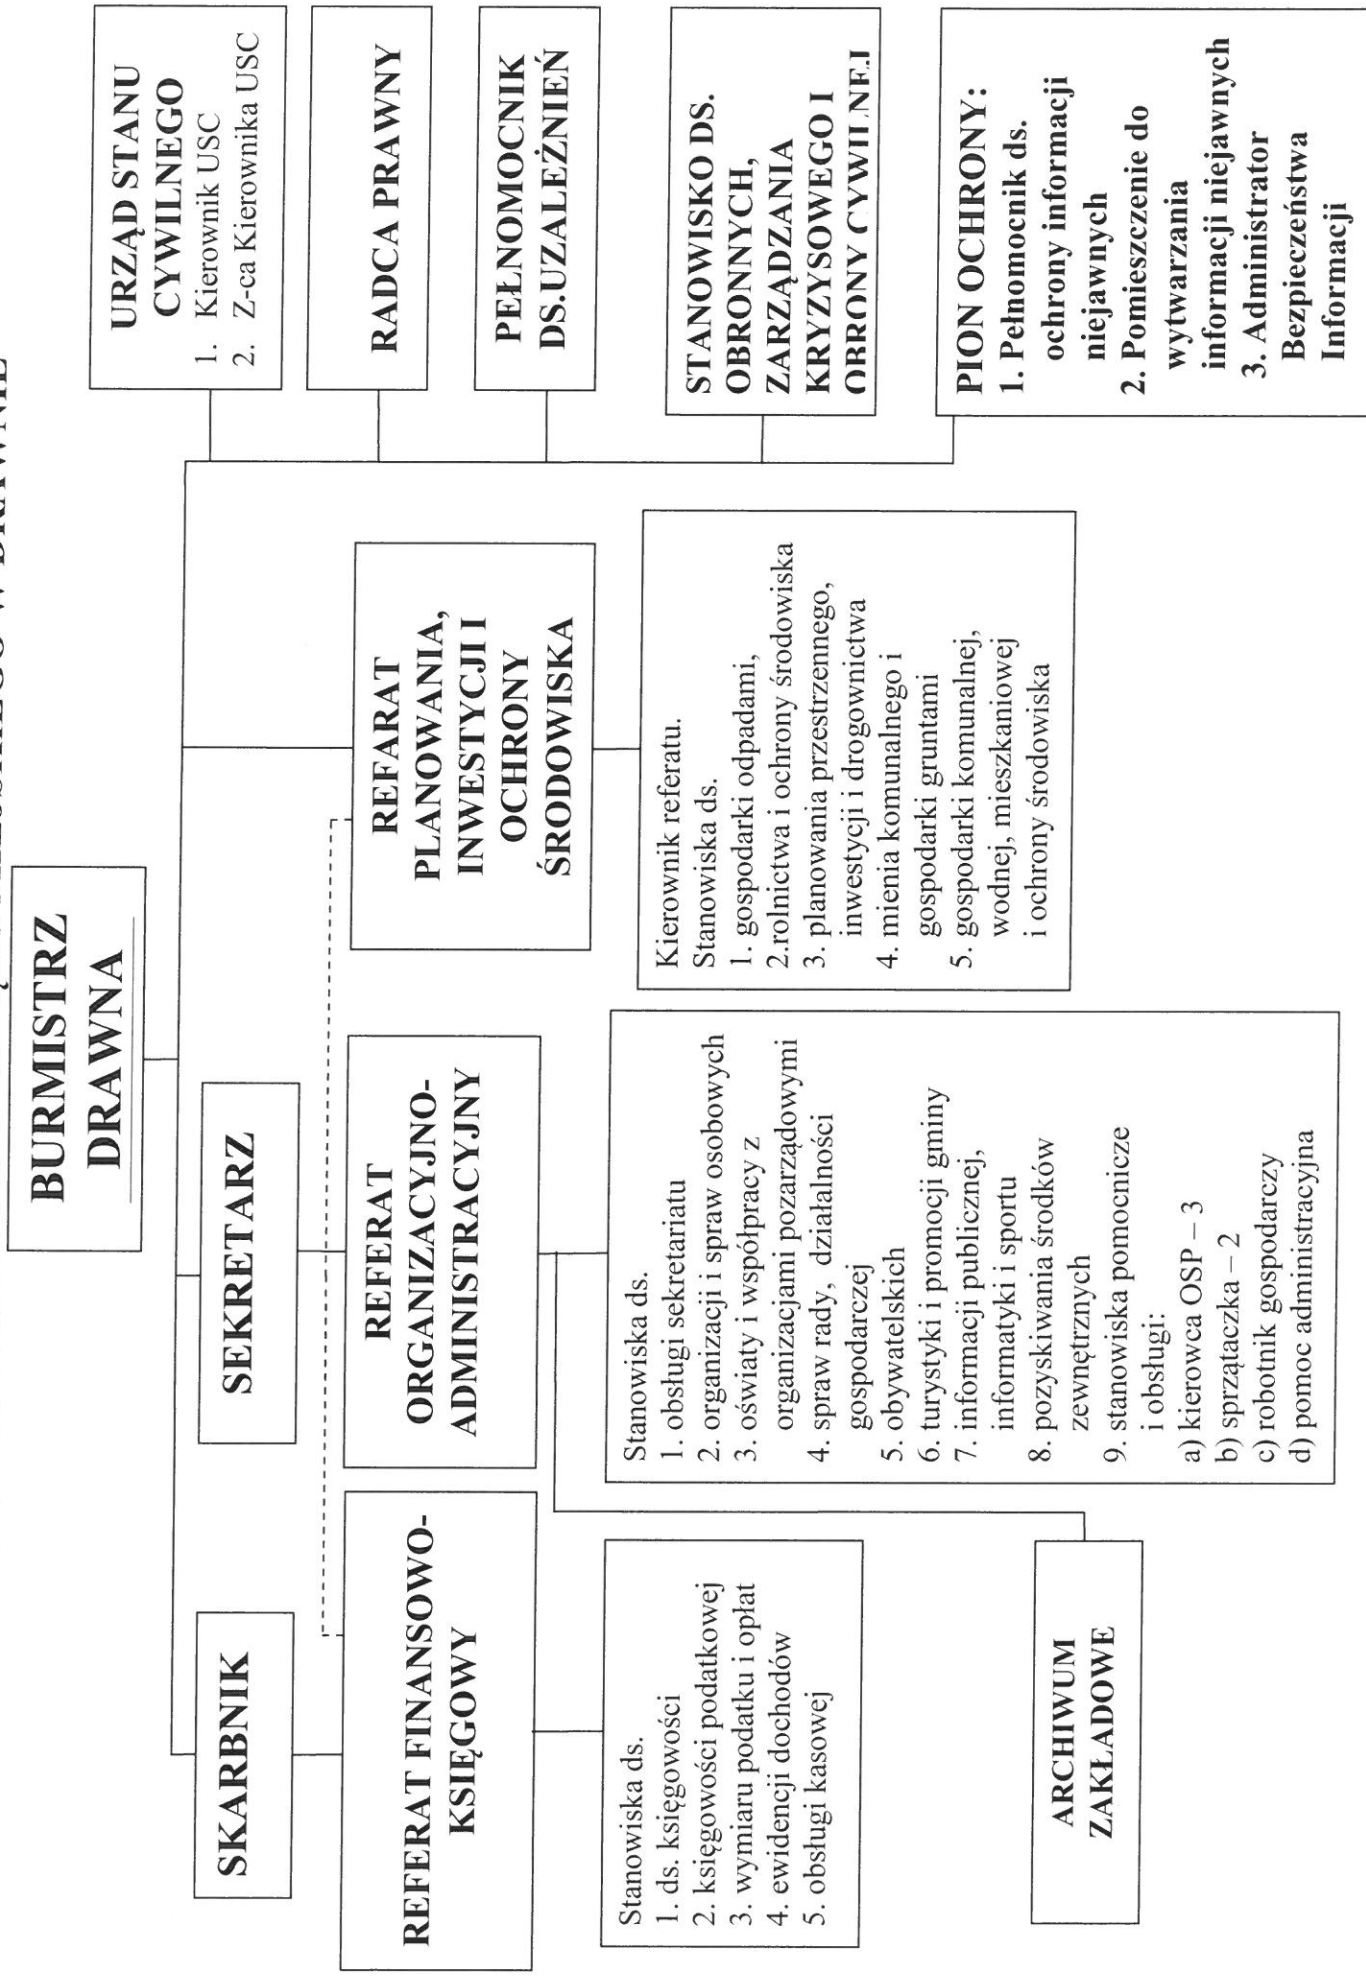 W DRAWNIE
BURMISTRZ
DRAWNA
SKARBNIK
SEKRETARZ
REFERAT FINANSOWO-
KSIĘGOWY
REFERAT
ORGANIZACYJNO-
ADMINISTRACYJNY
REFARAT
PLANOWANIA,
INWESTYCJI I
OCHRONY
ŚRODOWISKA
Stanowiska ds.
1. ds. księgowości
2. księgowości podatkowej
3. wymiaru podatku i opłat
4. ewidencji dochodów
5. obsługi kasowej
ARCHIWUM
ZAKŁADOWE
Stanowiska ds.
1. obsługi sekretariatu
2. organizacji i spraw osobowych
3. oświaty i współpracy z
organizacjami pozarządowymi
4. spraw rady, działalności
gospodarczej
5. obywatelskich
6. turystyki i promocji gminy
7. informacji publicznej,
informatyki i sportu
8. pozyskiwania środków
zewnętrznych
9. stanowiska pomocnicze
i obsługi:
a) kierowca OSP – 3
b) sprzątaczka – 2
c) robotnik gospodarczy
d) pomoc administracyjna
Kierownik referatu.
Stanowiska ds.
1. gospodarki odpadami,
2.rolnictwa i ochrony środowiska
3. planowania przestrzennego,
inwestycji i drogownictwa
4. mienia komunalnego i
gospodarki gruntami
5. gospodarki komunalnej,
wodnej, mieszkaniowej
i ochrony środowiska
URZĄD STANU
CYWILNEGO
1. Kierownik USC
2. Z-ca Kierownika USC
RADCA PRAWNY
PEŁNOMOCNIK
DS.UZALEŻNIEŃ
STANOWISKO DS.
OBRONNYCH,
ZARZĄDZANIA
KRYZYSOWEGO I
OBRONY CYWILNEJ
PION OCHRONY:
1. Pełnomocnik ds.
ochrony informacji
niejawnych
2. Pomieszczenie do
wytwarzania
informacji niejawnych
3. Administrator
Bezpieczeństwa
Informacji